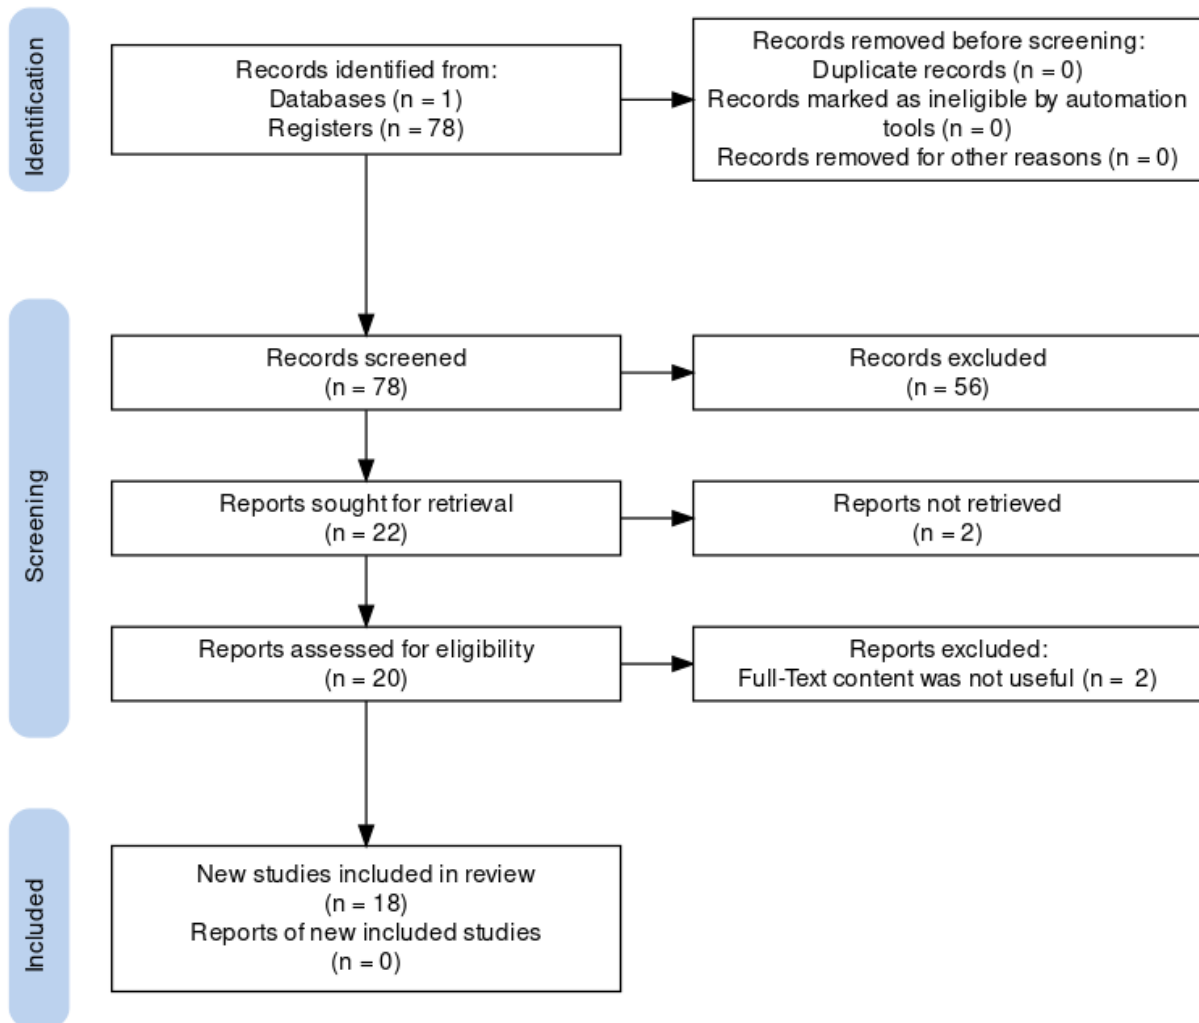 Identification
Records identified from:
Databases (n = 1)
Registers (n = 78)
Records removed before screening:
Duplicate records (n = 0)
Records marked as ineligible by automation
tools (n = 0)
Records removed for other reasons (n = 0)
Screening
Records screened
(n = 78)
Records excluded
(n = 56)
Reports sought for retrieval
(n = 22)
Reports not retrieved
(n = 2)
Reports assessed for eligibility
(n = 20)
Reports excluded:
Full-Text content was not useful (n =  2)
Included
New studies included in review
(n = 18)
Reports of new included studies
(n = 0)